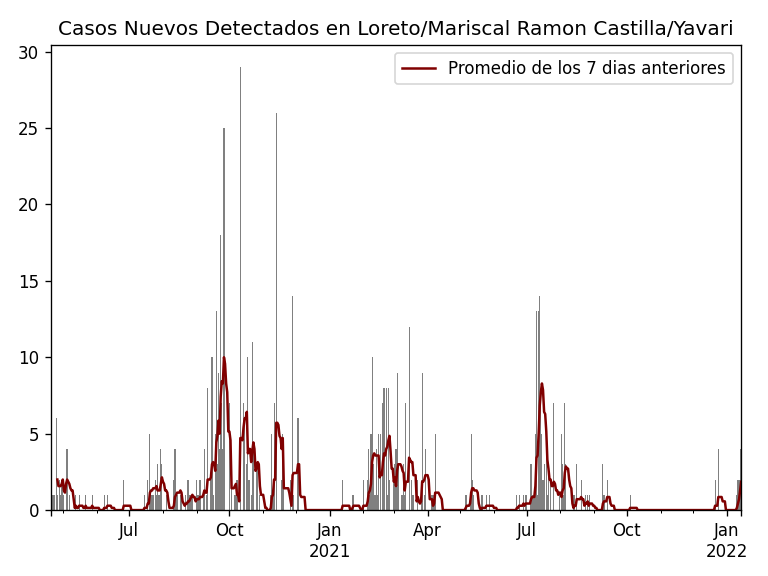 Casos Nuevos Detectados en Loreto/Mariscal Ramon Castilla/Yavari
Promedio de los 7 dias anteriores
30
25
20
15
10
5
0
Jul
Oct
Jan
2021
Apr
Jul
Oct
Jan
2022